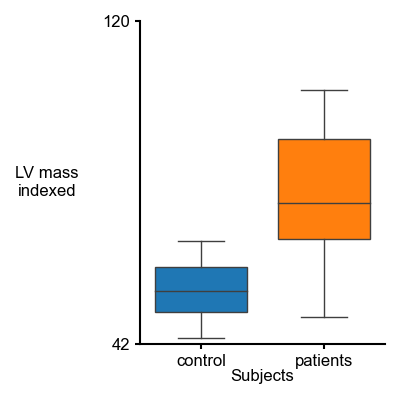 120
LV mass
indexed
42
control patients
Subjects